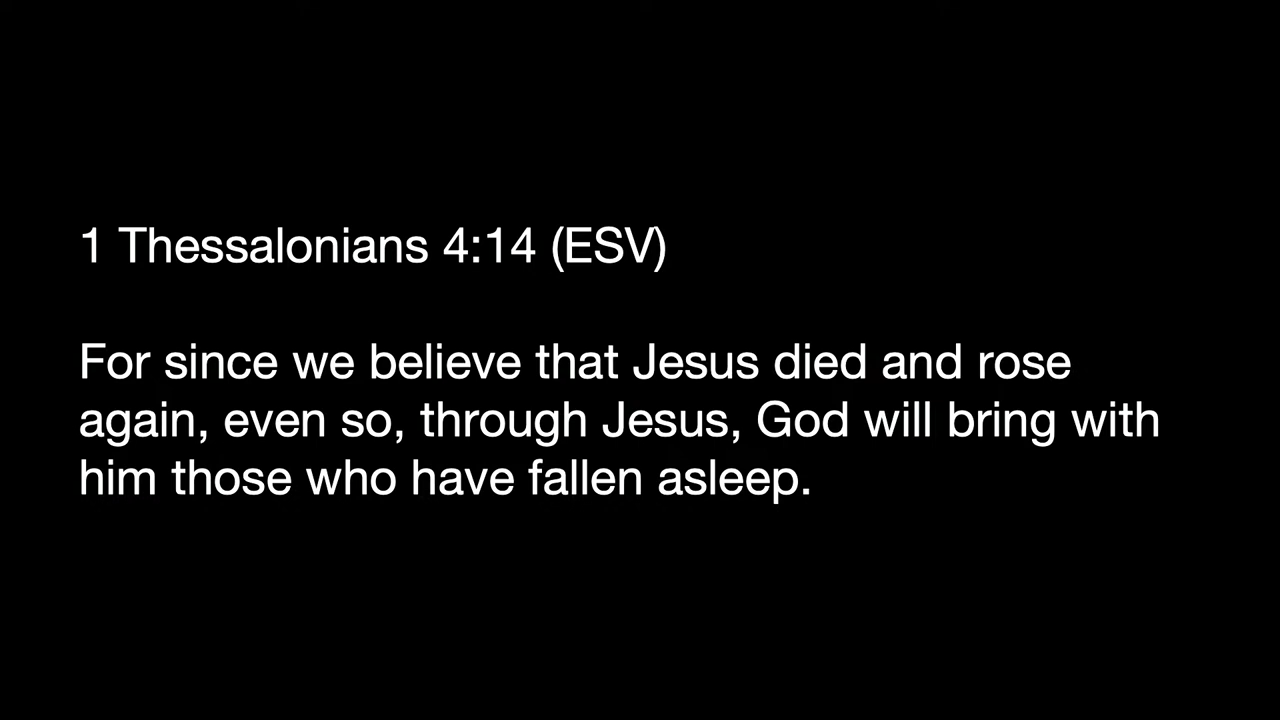 1 Thessalonians 4:14 (ESV)
For since we believe that Jesus died and rose
again, even so, through Jesus, God will bring with
him those who have fallen asleep.